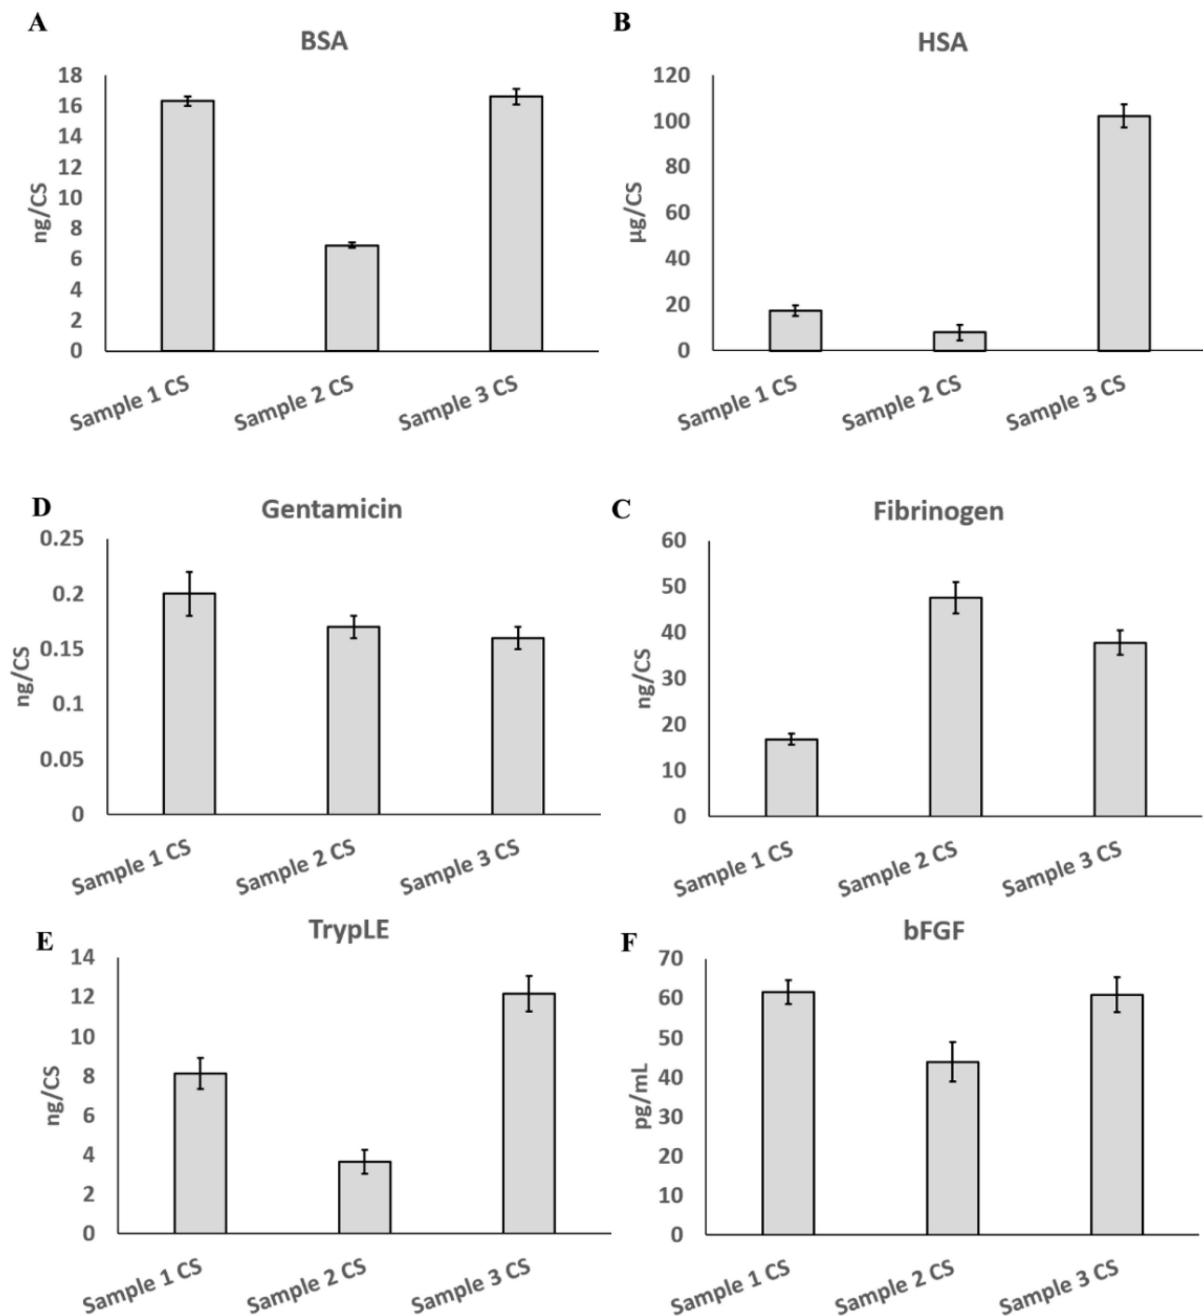 A
BSA
18
16
14
12
10
8
6
4
2
0
ng/CS
Sample 1 CS
Sample 2 CS
Sample 3 CS
B
HSA
120
100
80
60
40
20
0
µg/CS
Sample 1 CS
Sample 2 CS
Sample 3 CS
D
Gentamicin
0.25
0.2
0.15
0.1
0.05
0
ng/CS
Sample 1 CS
Sample 2 CS
Sample 3 CS
C
Fibrinogen
60
50
40
30
20
10
0
ng/CS
Sample 1 CS
Sample 2 CS
Sample 3 CS
E
TrypLE
14
12
10
8
6
4
2
0
ng/CS
Sample 1 CS
Sample 2 CS
Sample 3 CS
F
bFGF
70
60
50
40
30
20
10
0
pg/mL
Sample 1 CS
Sample 2 CS
Sample 3 CS